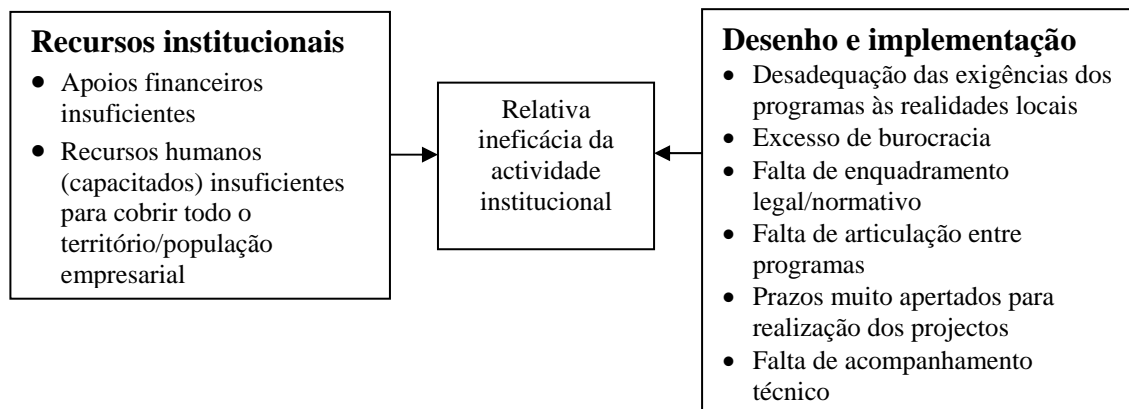 Recursos institucionais
• Apoios financeiros
insuficientes
• Recursos humanos
(capacitados) insuficientes
para cobrir todo o
território/população
empresarial
Relativa
ineficácia da
actividade
institucional
Desenho e implementação
• Desadequação das exigências dos
programas às realidades locais
• Excesso de burocracia
• Falta de enquadramento
legal/normativo
• Falta de articulação entre
programas
• Prazos muito apertados para
realização dos projectos
• Falta de acompanhamento
técnico